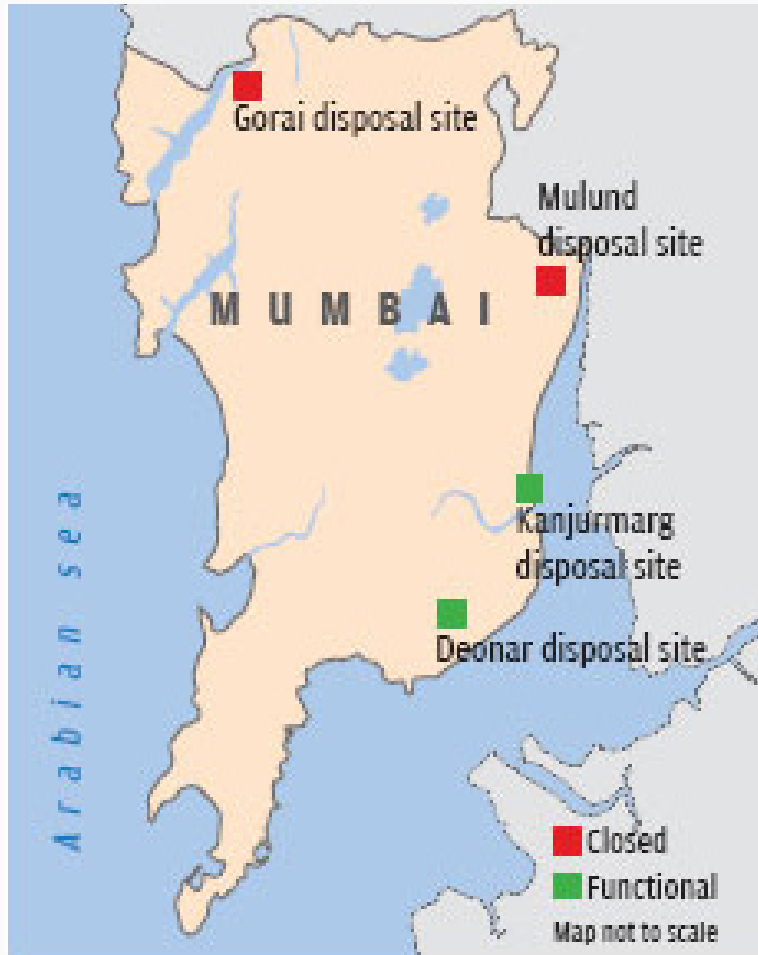 Gorai disposal site
Mulund
disposal site
MUMBAI
Kanjurmarg
disposal site
Deonar disposal site
Arabian sea
Closed
Functional
Map not to scale